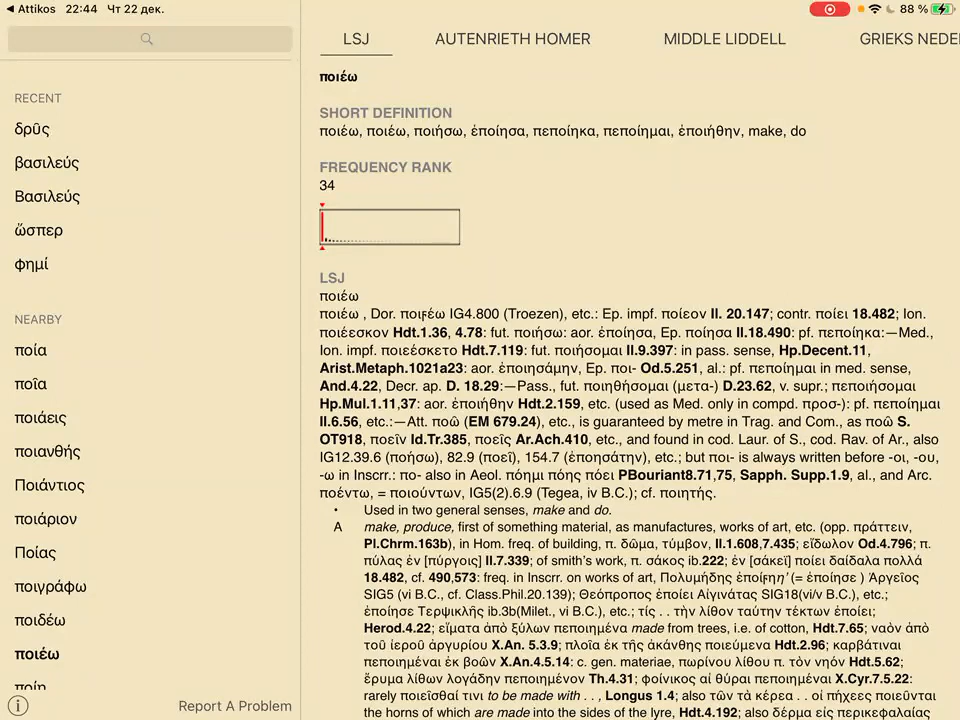 ◀ Attikos 22:44 Чт 22 дек. 88 %
LSJ AUTENRIETH HOMER MIDDLE LIDDELL GRIEKS NEDE
RECENT
δρῦς
βασιλεύς
Βασιλεύς
ὥσπερ
φημί
NEARBY
ποία
ποῖα
ποιάεις
ποιανθής
Ποιάντιος
ποιάριον
Ποίας
ποιγράφω
ποιδέω
ποιέω
ποίη
Report A Problem
ποιέω
SHORT DEFINITION
ποιέω, ποιέω, ποιήσω, ἐποίησα, πεποίηκα, πεποίημαι, ἐποιήθην, make, do
FREQUENCY RANK
34
LSJ
ποιέω
ποιέω , Dor. ποιϝέω IG4.800 (Troezen), etc.: Ep. impf. ποίεον Il. 20.147; contr. ποίει 18.482; Ion.
ποιέεσκον Hdt.1.36, 4.78: fut. ποιήσω: aor. ἐποίησα, Ep. ποίησα Il.18.490: pf. πεποίηκα:—Med.,
Ion. impf. ποιεέσκετο Hdt.7.119: fut. ποιήσομαι Il.9.397: in pass. sense, Hp.Decent.11,
Arist.Metaph.1021a23: aor. ἐποιησάμην, Ep. ποι- Od.5.251, al.: pf. πεποίημαι in med. sense,
And.4.22, Decr. ap. D. 18.29:—Pass., fut. ποιηθήσομαι (μετα-) D.23.62, v. supr.; πεποιήσομαι
Hp.Mul.1.11,37: aor. ἐποιήθην Hdt.2.159, etc. (used as Med. only in compd. προσ-): pf. πεποίημαι
Il.6.56, etc.:—Att. ποῶ (EM 679.24), etc., is guaranteed by metre in Trag. and Com., as ποῶ S.
OT918, ποεῖν Id.Tr.385, ποεῖς Ar.Ach.410, etc., and found in cod. Laur. of S., cod. Rav. of Ar., also
IG12.39.6 (ποήσω), 82.9 (ποεῖ), 154.7 (ἐποησάτην), etc.; but ποι- is always written before -οι, -ου,
-ω in Inscrr.: πο- also in Aeol. πόημι πόης πόει PBouriant8.71,75, Sapph. Supp.1.9, al., and Arc.
ποέντω, = ποιούντων, IG5(2).6.9 (Tegea, iv B.C.); cf. ποιητής.
• Used in two general senses, make and do.
A make, produce, first of something material, as manufactures, works of art, etc. (opp. πράττειν,
Pl.Chrm.163b), in Hom. freq. of building, π. δῶμα, τύμβον, Il.1.608,7.435; εἴδωλον Od.4.796; π.
πύλας ἐν [πύργοις] Il.7.339; of smith's work, π. σάκος ib.222; ἐν [σάκεϊ] ποίει δαίδαλα πολλά
18.482, cf. 490,573: freq. in Inscrr. on works of art, Πολυμήδης ἐποίϝηη' (= ἐποίησε ) Ἀργεῖος
SIG5 (vi B.C., cf. Class.Phil.20.139); Θεόπροπος ἐποίει Αἰγινάτας SIG18(vi/v B.C.), etc.;
ἐποίησε Τερψικλῆς ib.3b(Milet., vi B.C.), etc.; τίς . . τὴν λίθον ταύτην τέκτων ἐποίει;
Herod.4.22; εἵματα ἀπὸ ξύλων πεποιημένα made from trees, i.e. of cotton, Hdt.7.65; ναὸν ἀπὸ
τοῦ ἱεροῦ ἀργυρίου X.An. 5.3.9; πλοῖα ἐκ τῆς ἀκάνθης ποιεύμενα Hdt.2.96; καρβάτιναι
πεποιημέναι ἐκ βοῶν X.An.4.5.14: c. gen. materiae, πωρίνου λίθου π. τὸν νηόν Hdt.5.62;
ἔρυμα λίθων λογάδην πεποιημένον Th.4.31; φοίνικος αἱ θύραι πεποιημέναι X.Cyr.7.5.22:
rarely ποιεῖσθαί τινι to be made with . . , Longus 1.4; also τῶν τὰ κέρεα . . οἱ πήχεες ποιεῦνται
the horns of which are made into the sides of the lyre, Hdt.4.192; also δέρμα εἰς περικεφαλαίας